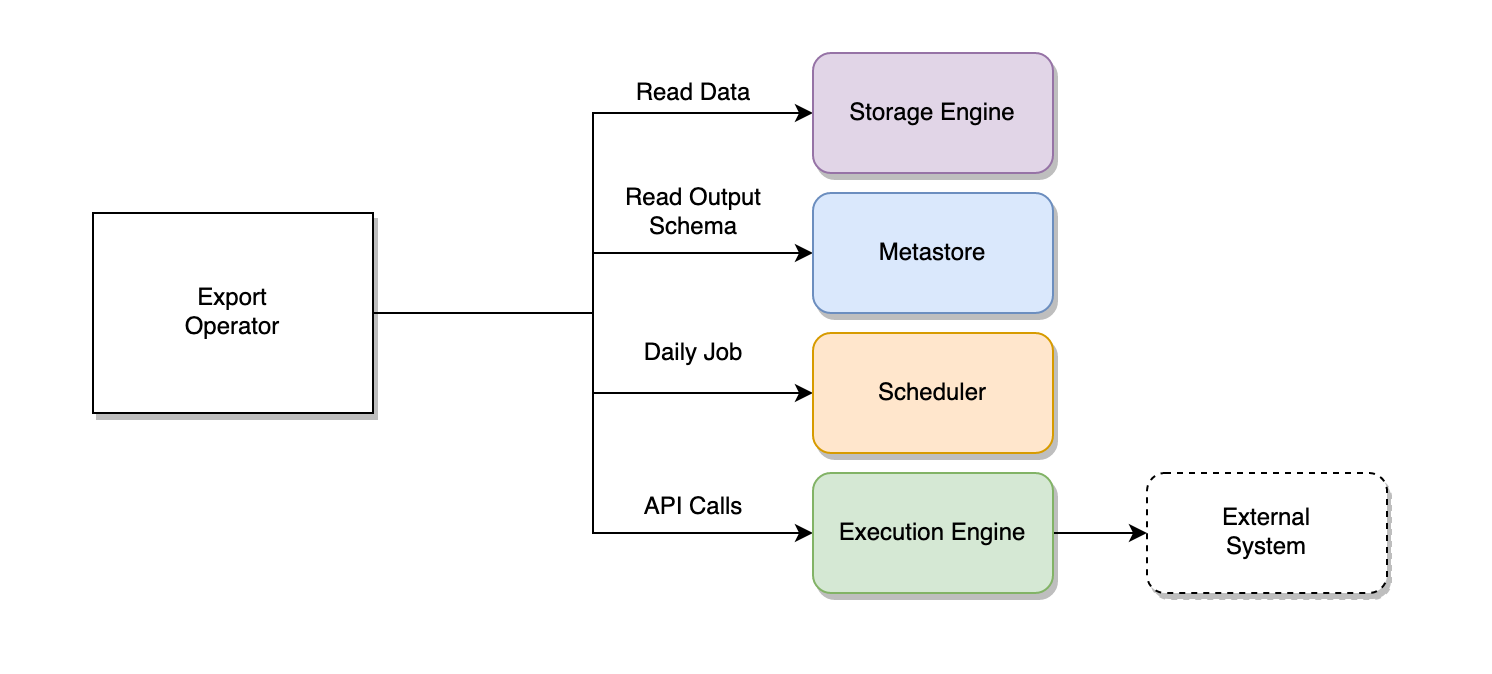 Read Data
Storage Engine
Read Output
Schema
Metastore
Export
Operator
Daily Job
Scheduler
API Calls
Execution Engine
External
System